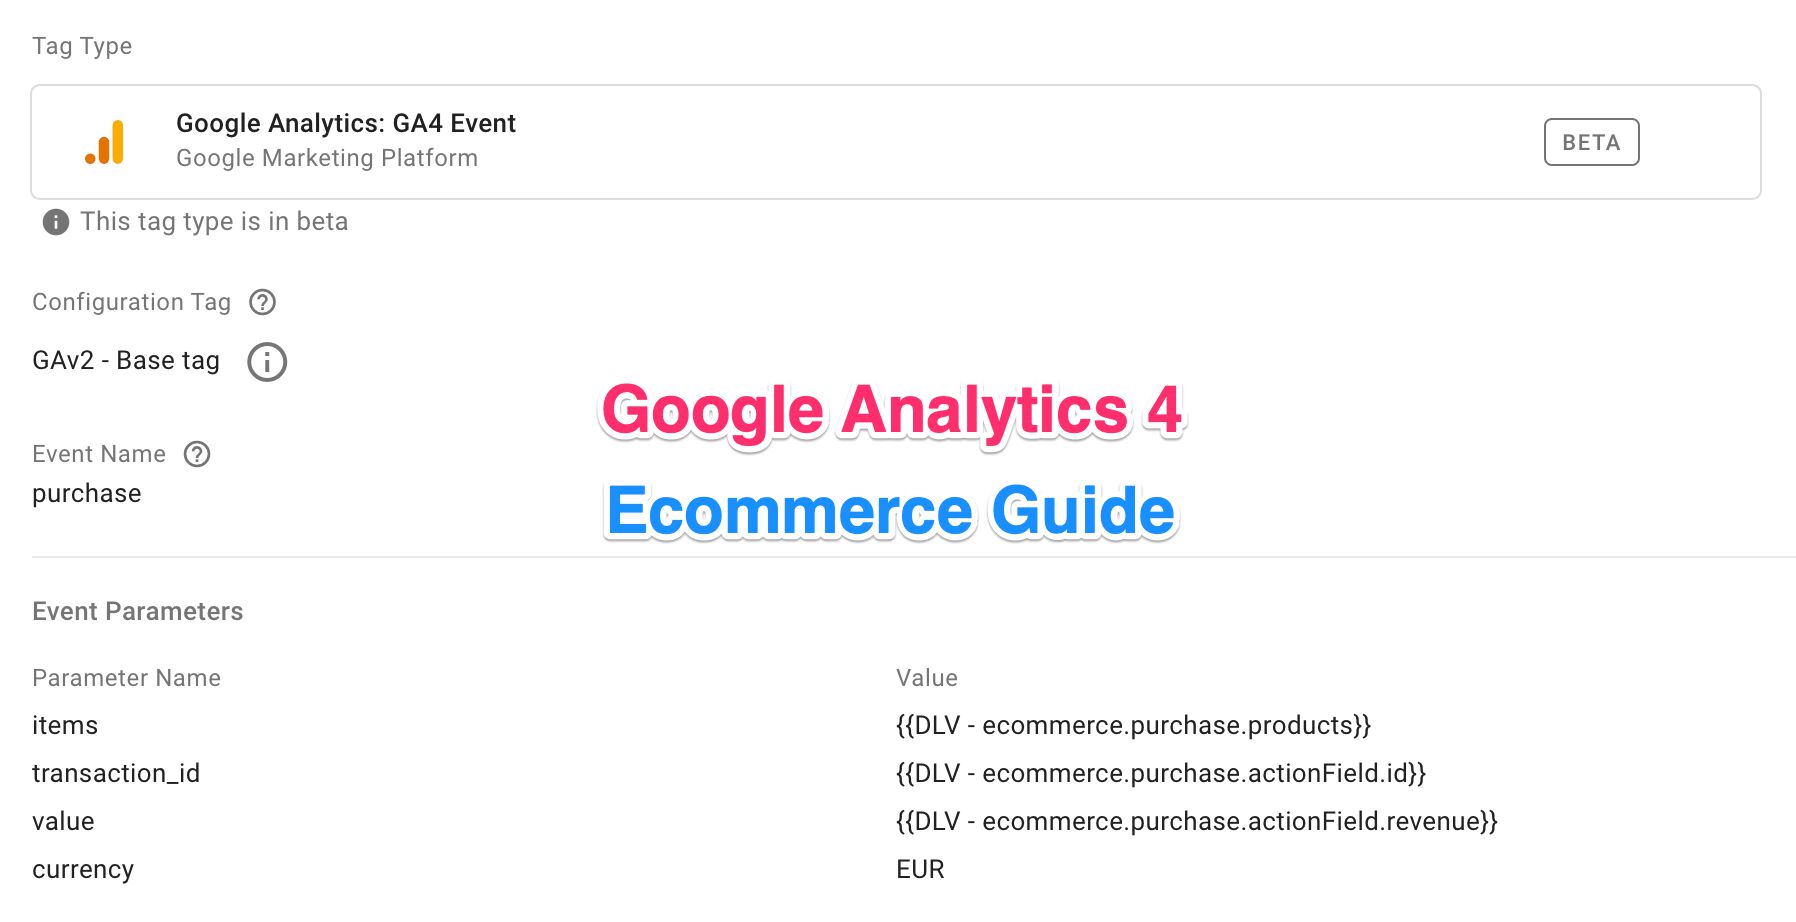 Tag Type
Google Analytics: GA4 Event
Google Marketing Platform
BETA
This tag type is in beta
Configuration Tag
GAv2 - Base tag
Google Analytics 4
Event Name
purchase
Ecommerce Guide
Event Parameters
Parameter Name Value
items {{DLV - ecommerce.purchase.products}}
transaction_id {{DLV - ecommerce.purchase.actionField.id}}
value {{DLV - ecommerce.purchase.actionField.revenue}}
currency EUR